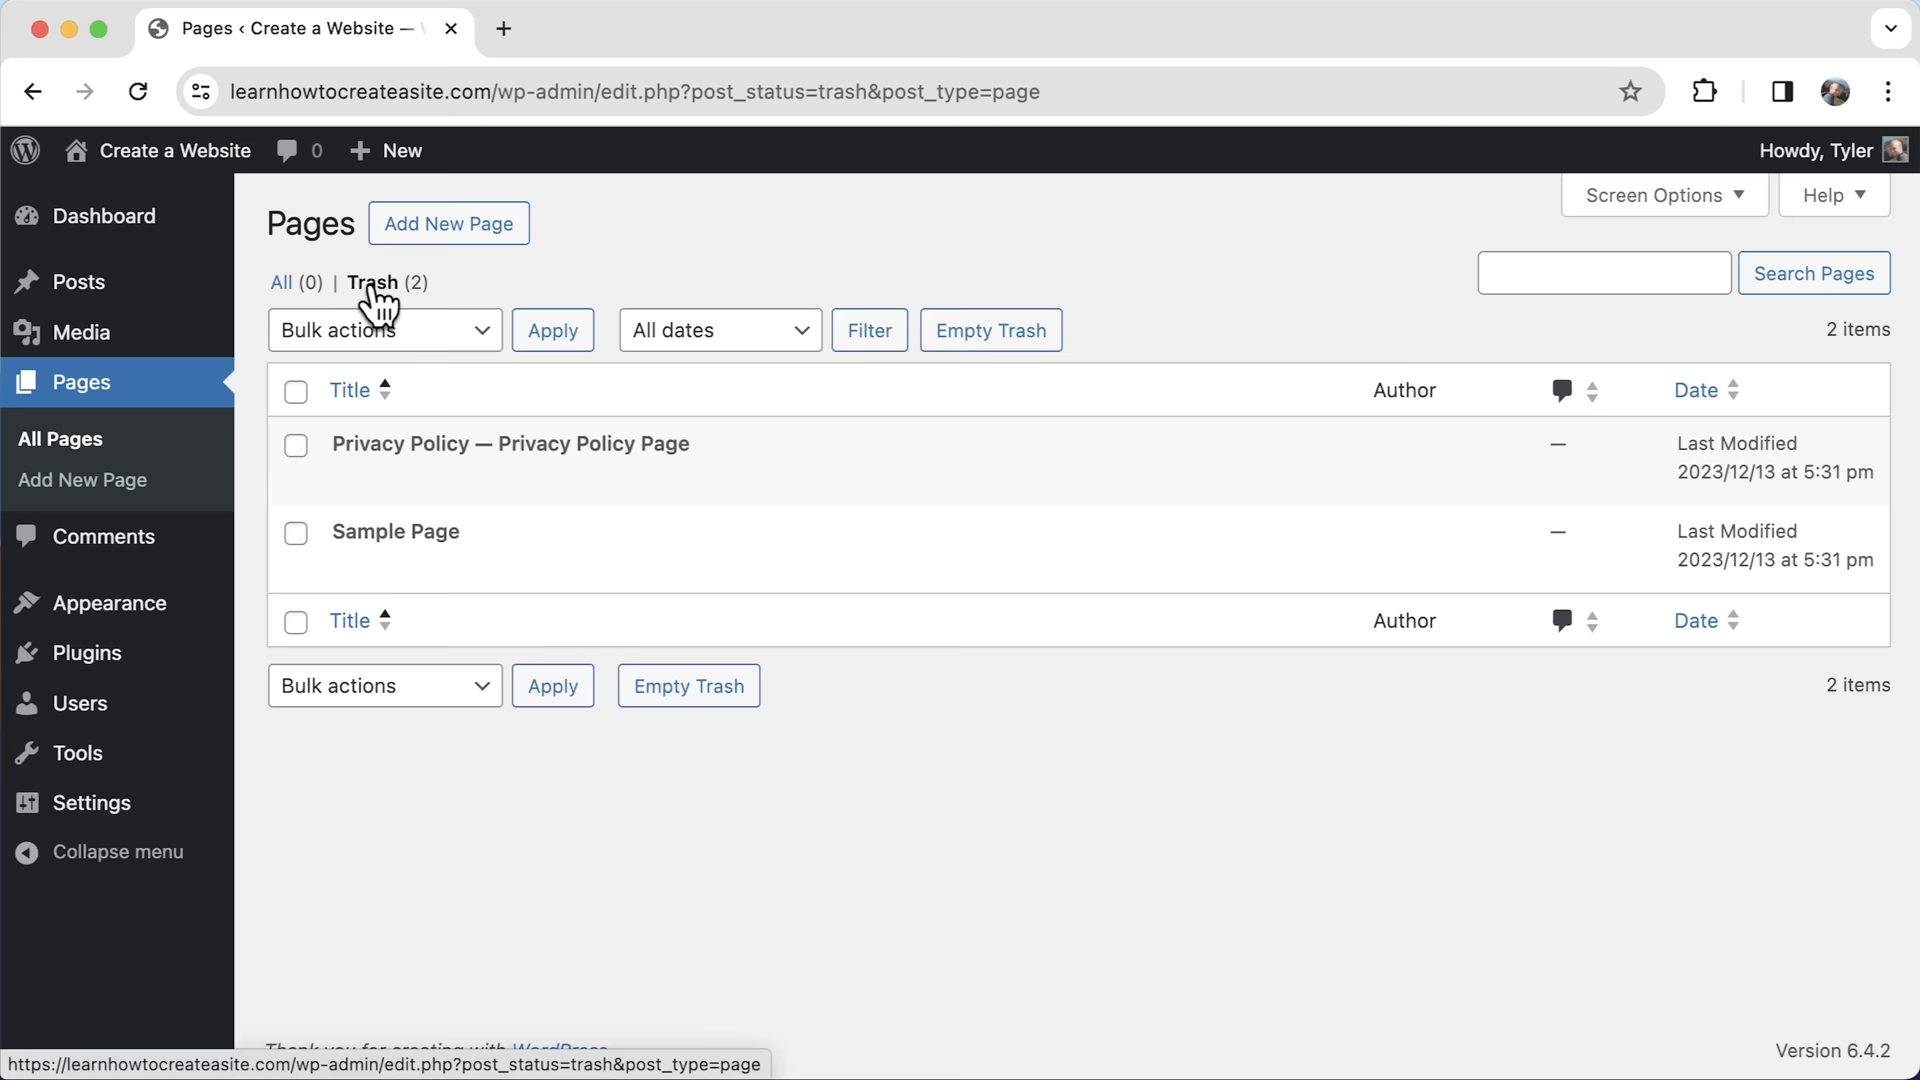 Pages ‹ Create a Website —
learnhowtocreateasite.com/wp-admin/edit.php?post_status=trash&post_type=page
Create a Website 0 + New Howdy, Tyler
Screen Options ▼ Help ▼
Dashboard
Posts
Media
Pages
All Pages
Add New Page
Comments
Appearance
Plugins
Users
Tools
Settings
Collapse menu
Pages Add New Page
All (0) | Trash (2)
Search Pages
Bulk actions Apply All dates Filter Empty Trash 2 items
Title Author Date
Privacy Policy — Privacy Policy Page — Last Modified
2023/12/13 at 5:31 pm
Sample Page — Last Modified
2023/12/13 at 5:31 pm
Title Author Date
Bulk actions Apply Empty Trash 2 items
Thank you for creating with WordPress
Version 6.4.2
https://learnhowtocreateasite.com/wp-admin/edit.php?post_status=trash&post_type=page